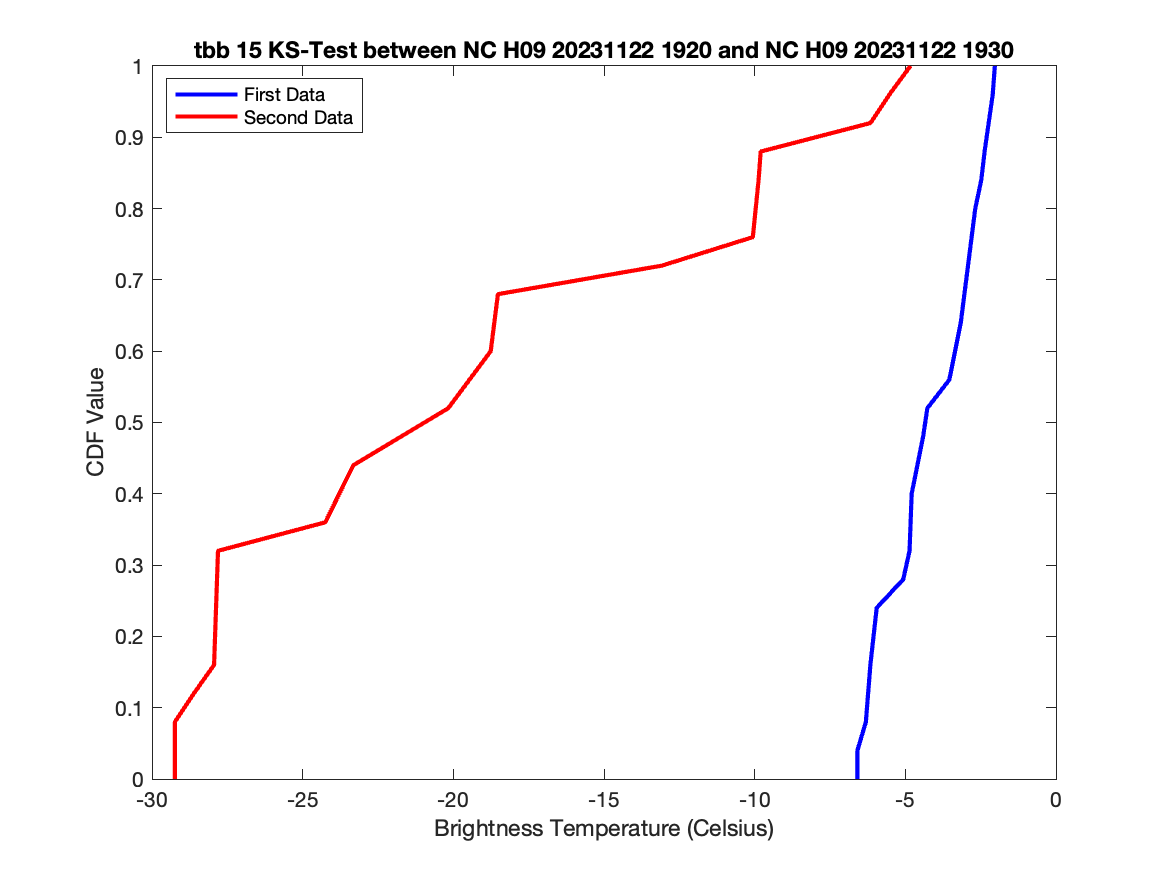 tbb 15 KS-Test between NC H09 20231122 1920 and NC H09 20231122 1930
First Data
Second Data
1
0.9
0.8
0.7
0.6
0.5
0.4
0.3
0.2
0.1
0
CDF Value
-30 -25 -20 -15 -10 -5 0
Brightness Temperature (Celsius)